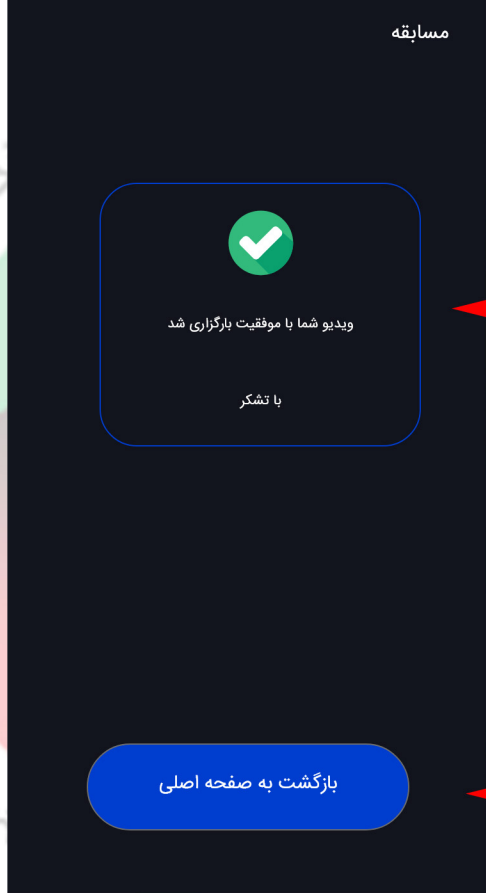 مسابقه
ویدیو شما با موفقیت بارگزاری شد
با تشکر
بازگشت به صفحه اصلی